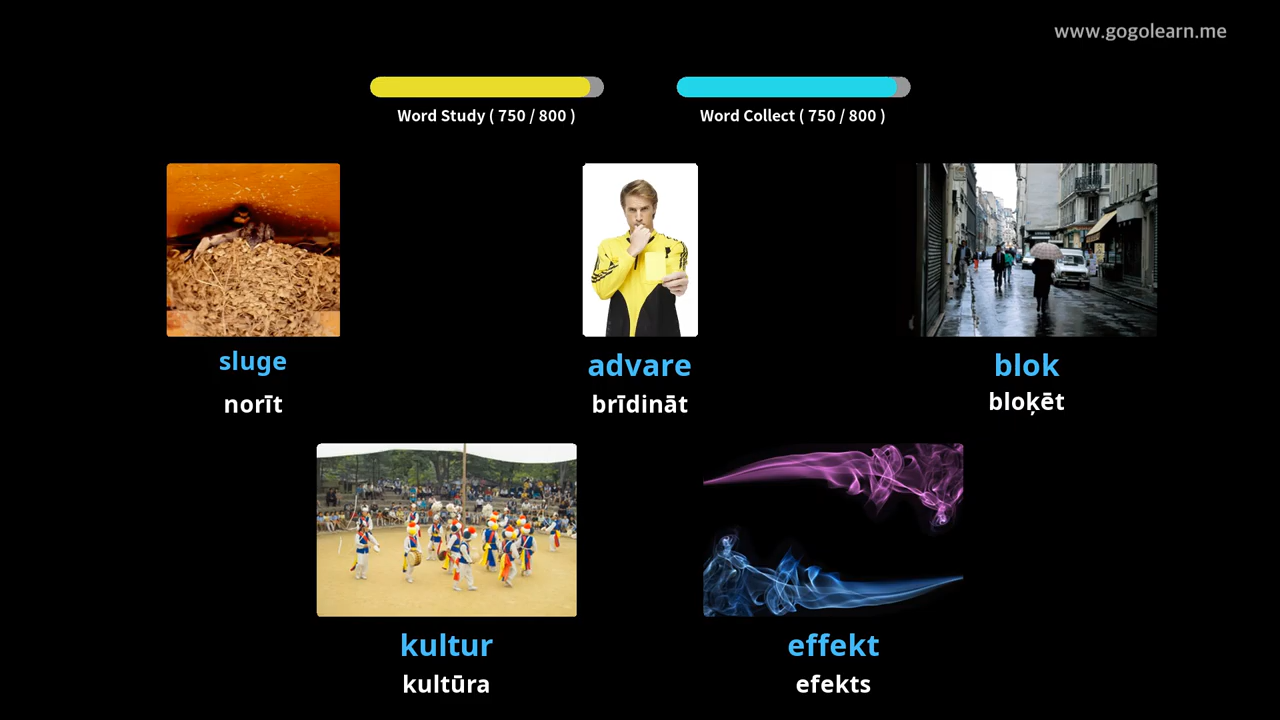 www.gogolearn.me
Word Study ( 750 / 800 )
Word Collect ( 750 / 800 )
sluge
norīt
advare
brīdināt
blok
bloķēt
kultur
kultūra
effekt
efekts